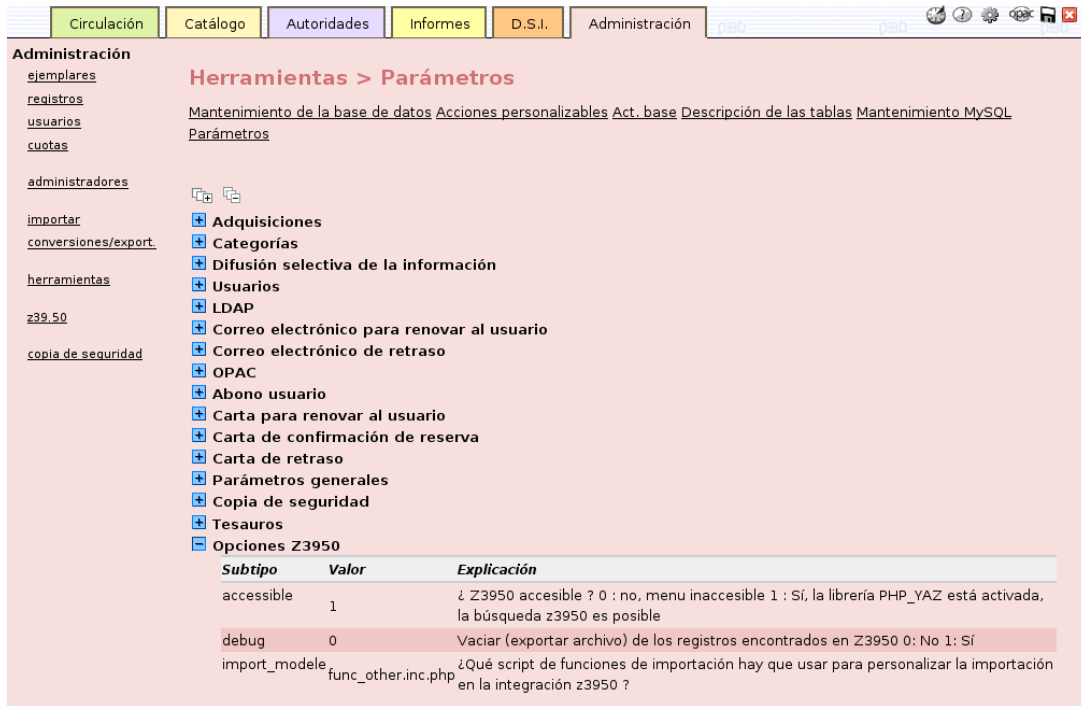 Circulación Catálogo Autoridades Informes D.S.I. Administración opac
Administración
ejemplares
registros
usuarios
cuotas
administradores
importar
conversiones/export.
herramientas
z39.50
copia de seguridad
Herramientas > Parámetros
Mantenimiento de la base de datos Acciones personalizables Act. base Descripción de las tablas Mantenimiento MySQL
Parámetros
Adquisiciones
Categorías
Difusión selectiva de la información
Usuarios
LDAP
Correo electrónico para renovar al usuario
Correo electrónico de retraso
OPAC
Abono usuario
Carta para renovar al usuario
Carta de confirmación de reserva
Carta de retraso
Parámetros generales
Copia de seguridad
Tesauros
Opciones Z3950
Subtipo Valor Explicación
accessible 1 ¿ Z3950 accesible ? 0 : no, menu inaccesible 1 : Sí, la librería PHP_YAZ está activada,
la búsqueda z3950 es posible
debug 0 Vaciar (exportar archivo) de los registros encontrados en Z3950 0: No 1: Sí
import_modele func_other.inc.php ¿Qué script de funciones de importación hay que usar para personalizar la importación
en la integración z3950 ?